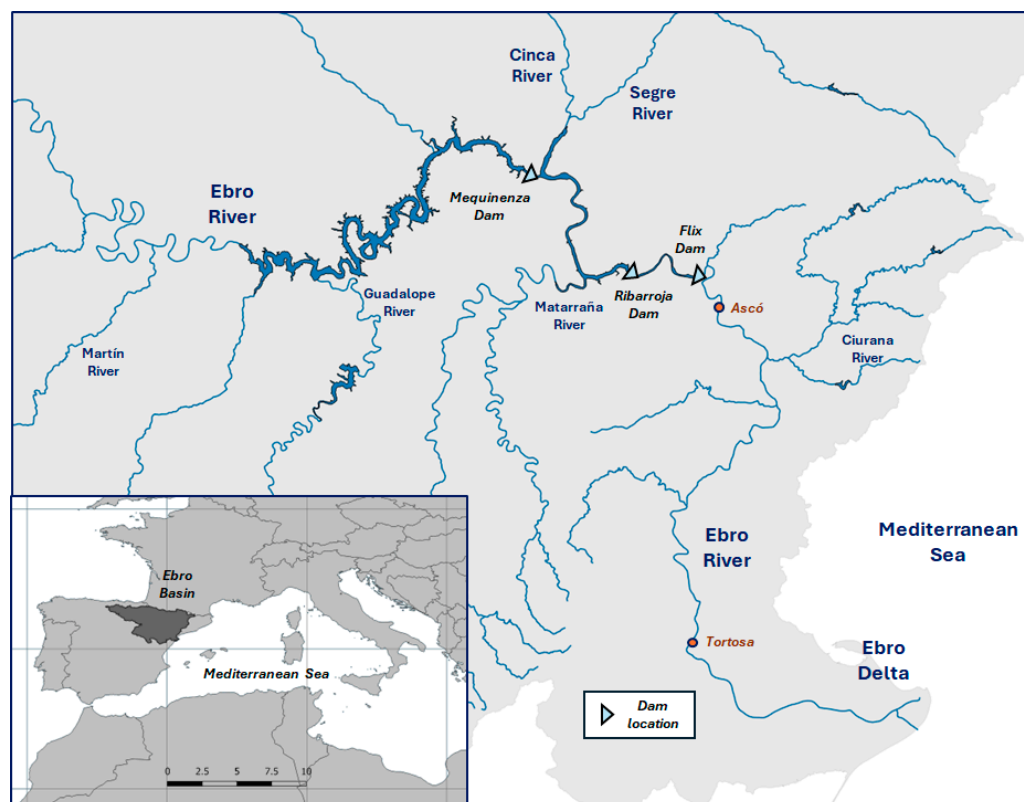 Cinca
River
Segre
River
Ebro
River
Mequinenza
Dam
Flix
Dam
Guadalope
River
Matarraña
River
Ribarroja
Dam
Ascó
Martín
River
Ciurana
River
Ebro
River
Mediterranean
Sea
Tortosa
Ebro
Delta
Dam
location
Ebro
Basin
Mediterranean Sea
0 2.5 5 7.5 10